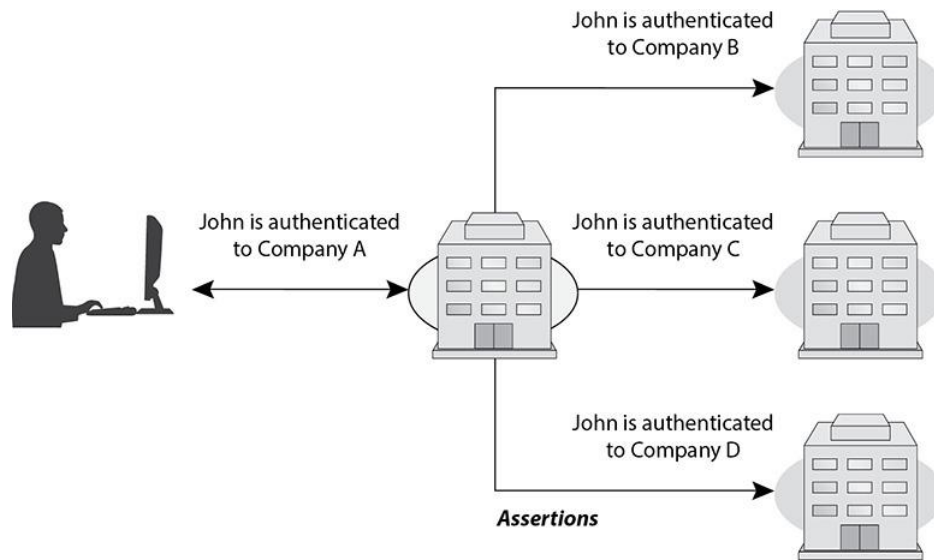 John is authenticated
to Company B
John is authenticated
to Company A
John is authenticated
to Company C
John is authenticated
to Company D
Assertions